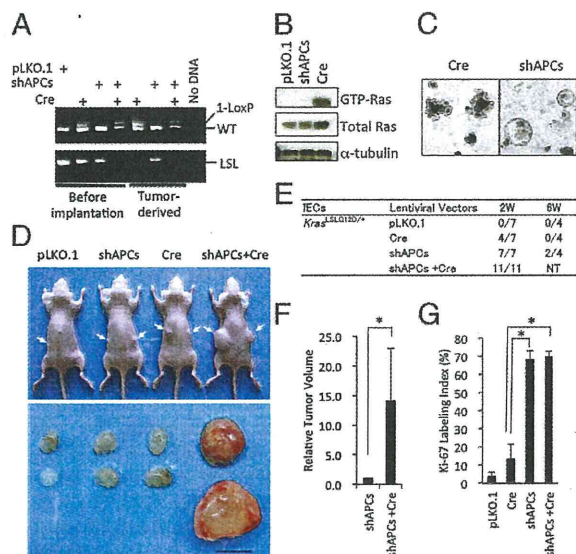 A
pLKO.1 +
shAPCs + + + +
Cre + + + +
No DNA
1-LoxP
WT
LSL
Before implantation
Tumor-derived
B
pLKO.1
shAPCs
Cre
GTP-Ras
Total Ras
α-tubulin
C
Cre
shAPCs
D
pLKO.1 shAPCs Cre shAPCs+Cre
E
IECs Lentiviral Vectors 2W 6W
Kras LSLG12D/+ pLKO.1 0/7 0/4
Cre 4/7 0/4
shAPCs 7/7 2/4
shAPCs +Cre 11/11 NT
F
Relative Tumor Volume
25.0
20.0
15.0
10.0
5.0
0.0
*
shAPCs
shAPCs +Cre
G
Ki-67 Labeling Index (%)
80
70
60
50
40
30
20
10
0
*
*
pLKO.1
Cre
shAPCs
shAPCs +Cre